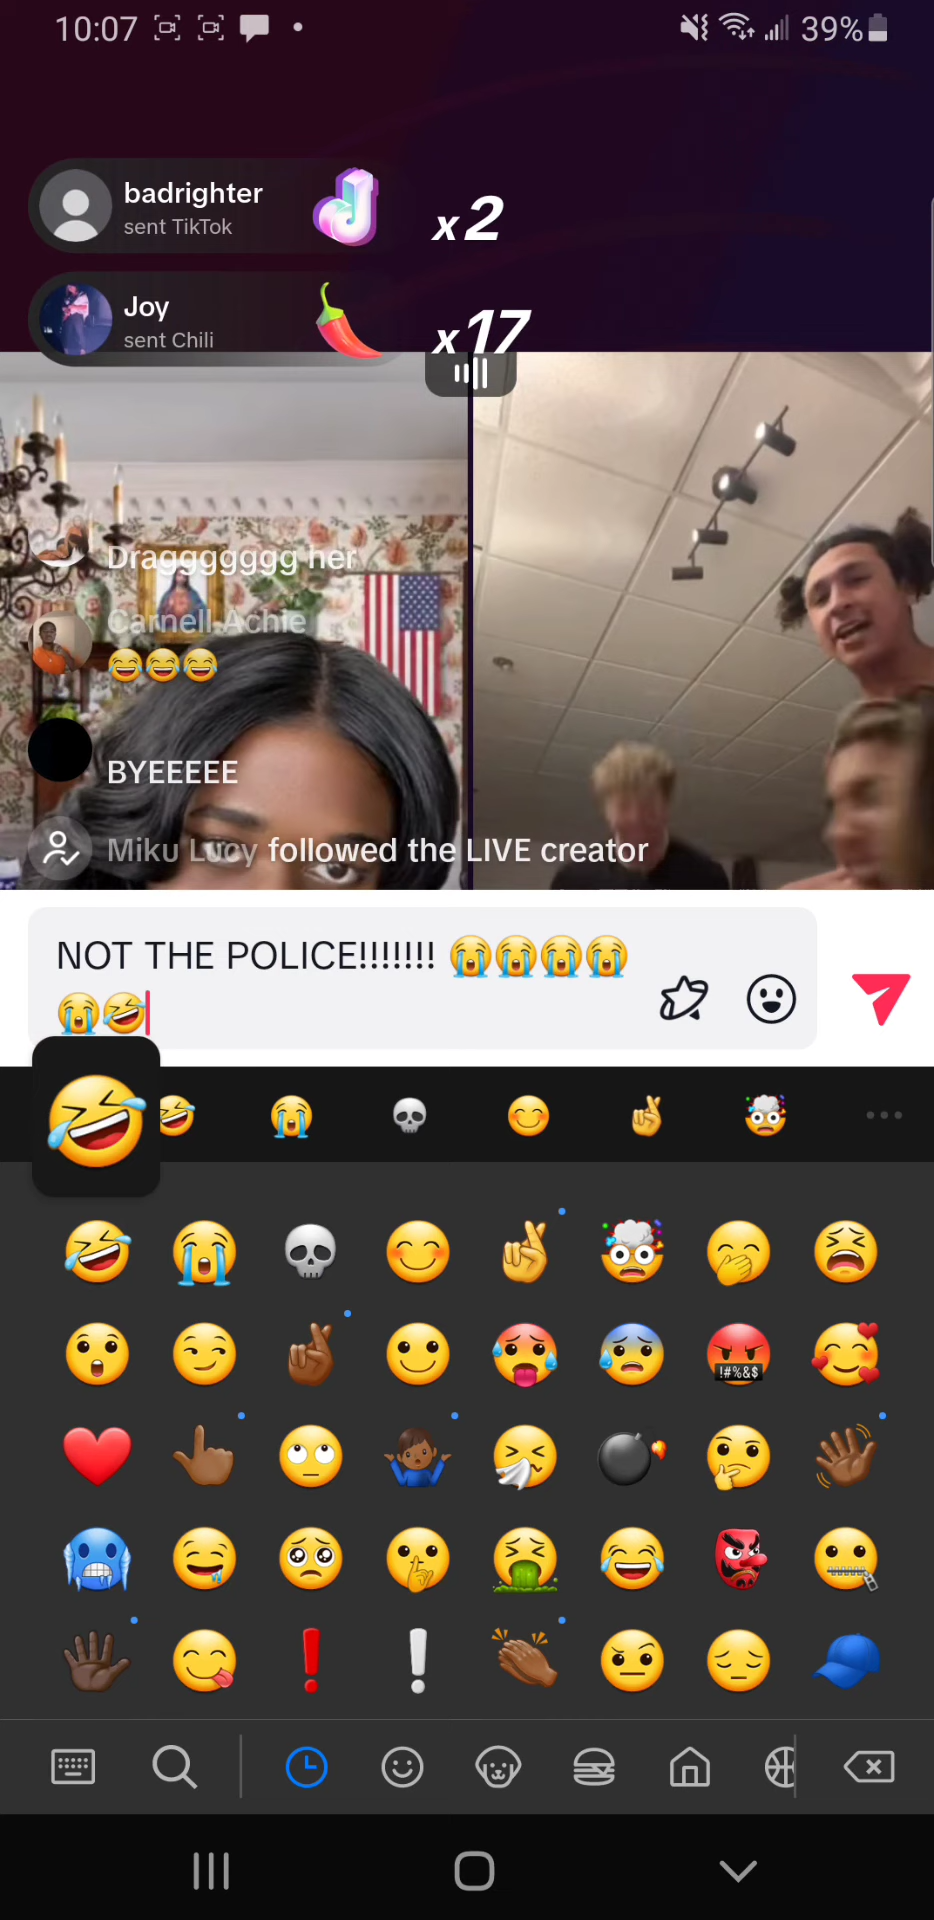 10:07
39%
badrighter
sent TikTok
x2
Joy
sent Chili
x17
Draggggggg her
Carnell Achie
😂😂😂
BYEEEEE
Miku Lucy followed the LIVE creator
NOT THE POLICE!!!!!!! 😭😭😭😭
😭🤣
!#%&$